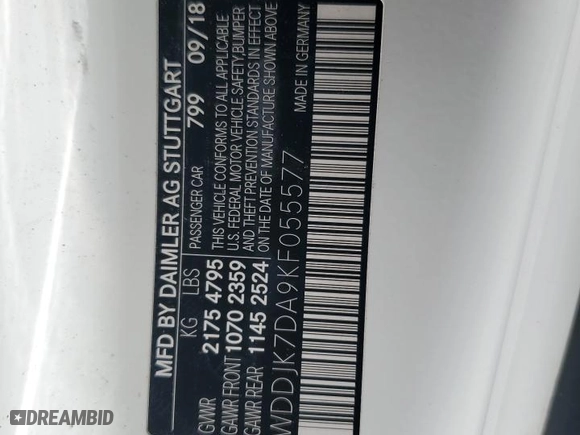 MFD BY DAIMLER AG STUTTGART
KG LBS PASSENGER CAR 799 09/18
GVWR 2175 4795 THIS VEHICLE CONFORMS TO ALL APPLICABLE
GAWR FRONT 1070 2359 U.S. FEDERAL MOTOR VEHICLE SAFETY,BUMPER
GAWR REAR 1145 2524 AND THEFT PREVENTION STANDARDS IN EFFECT
ON THE DATE OF MANUFACTURE SHOWN ABOVE
WDDJK7DA9KF055577 MADE IN GERMANY
DREAMBID